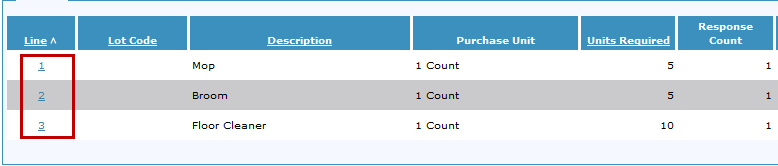 Line ∧ Lot Code Description Purchase Unit Units Required Response Count
1 Mop 1 Count 5 1
2 Broom 1 Count 5 1
3 Floor Cleaner 1 Count 10 1